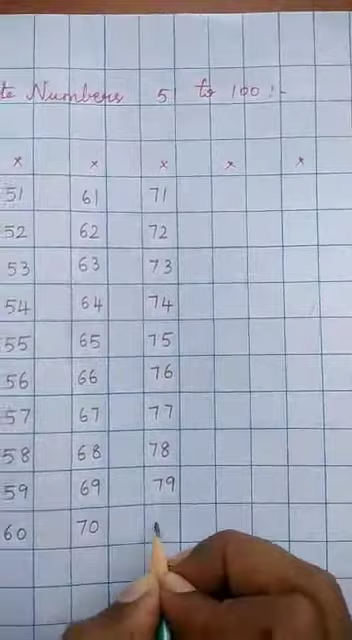 te Numbers 51 to 100 :-
x x x x x
51 61 71
52 62 72
53 63 73
54 64 74
55 65 75
56 66 76
57 67 77
58 68 78
59 69 79
60 70